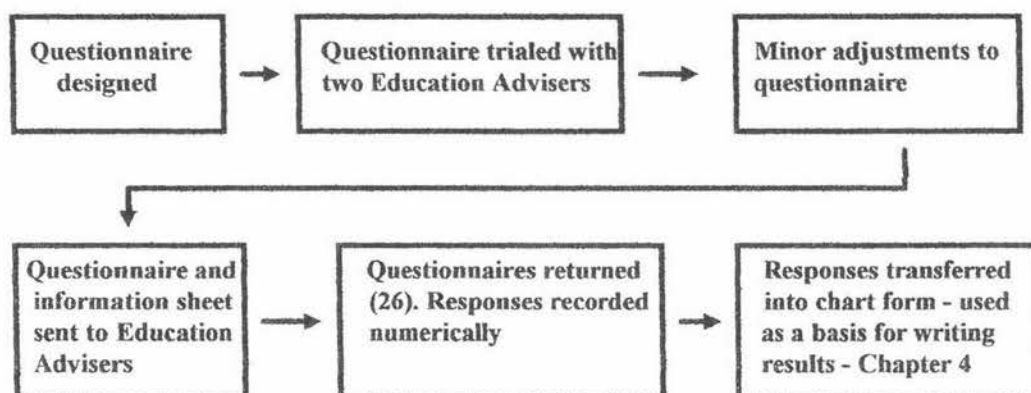 Questionnaire
designed
Questionnaire trialed with
two Education Advisers
Minor adjustments to
questionnaire
Questionnaire and
information sheet
sent to Education
Advisers
Questionnaires returned
(26). Responses recorded
numerically
Responses transferred
into chart form - used
as a basis for writing
results - Chapter 4